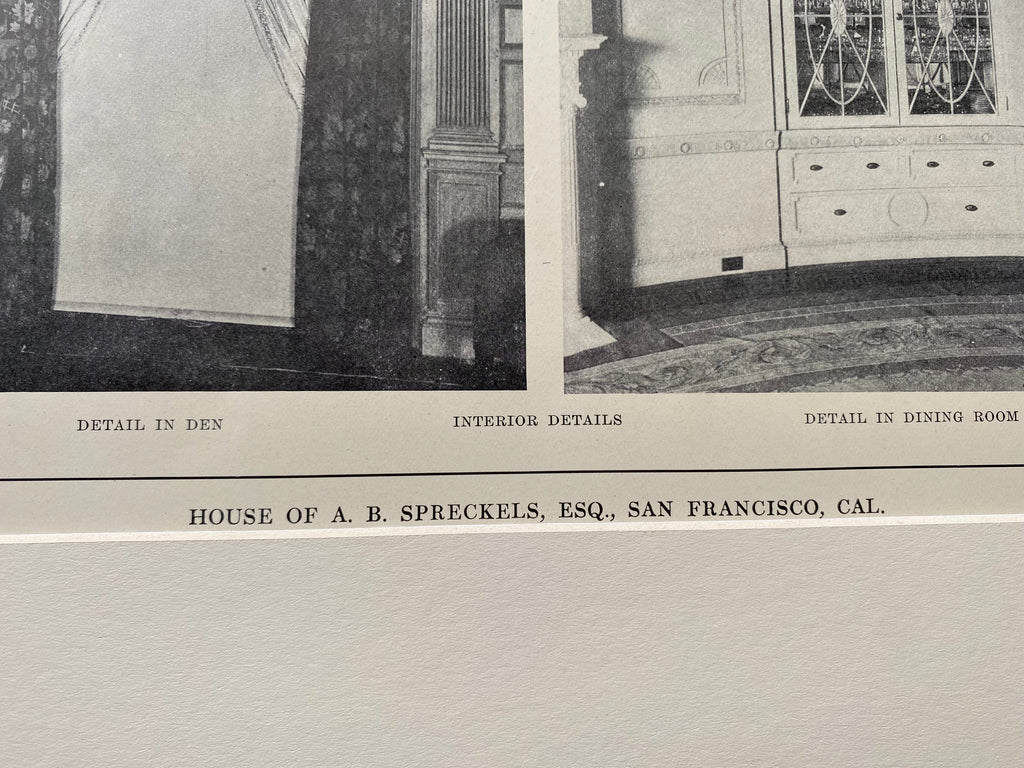 DETAIL IN DEN
INTERIOR DETAILS
DETAIL IN DINING ROOM
HOUSE OF A. B. SPRECKELS, ESQ., SAN FRANCISCO, CAL.